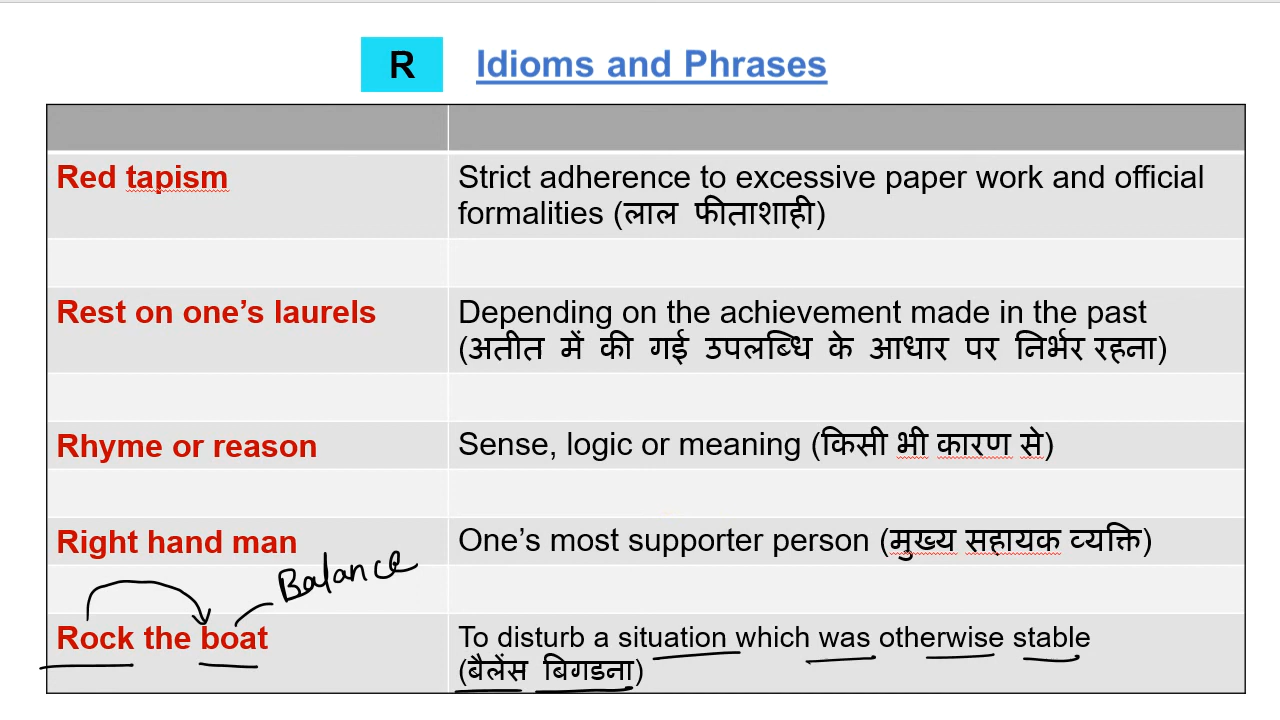 R Idioms and Phrases
Red tapism
Strict adherence to excessive paper work and official
formalities (लाल फीताशाही)
Rest on one’s laurels
Depending on the achievement made in the past
(अतीत में की गई उपलब्धि के आधार पर निर्भर रहना)
Rhyme or reason
Sense, logic or meaning (किसी भी कारण से)
Right hand man
One’s most supporter person (मुख्य सहायक व्यक्ति)
Balance
Rock the boat
To disturb a situation which was otherwise stable
(बैलेंस बिगडना)